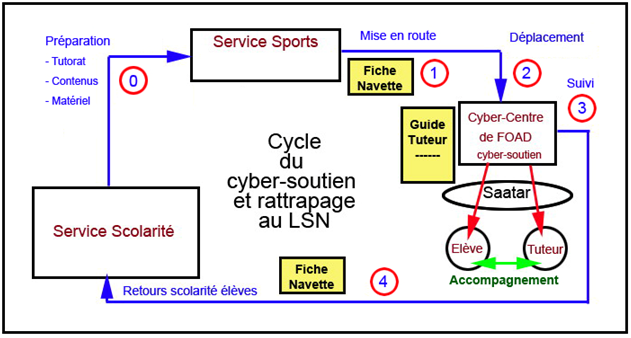 Préparation
- Tutorat
- Contenus
- Matériel
0
Service Sports
Mise en route
Fiche
Navette
1
Déplacement
2
Suivi
3
Guide
Tuteur
------
Cyber-Centre
de FOAD
cyber-soutien
Cycle
du
cyber-soutien
et rattrapage
au LSN
Saatar
Elève
Tuteur
Accompagnement
Service Scolarité
Fiche
Navette
4
Retours scolarité élèves